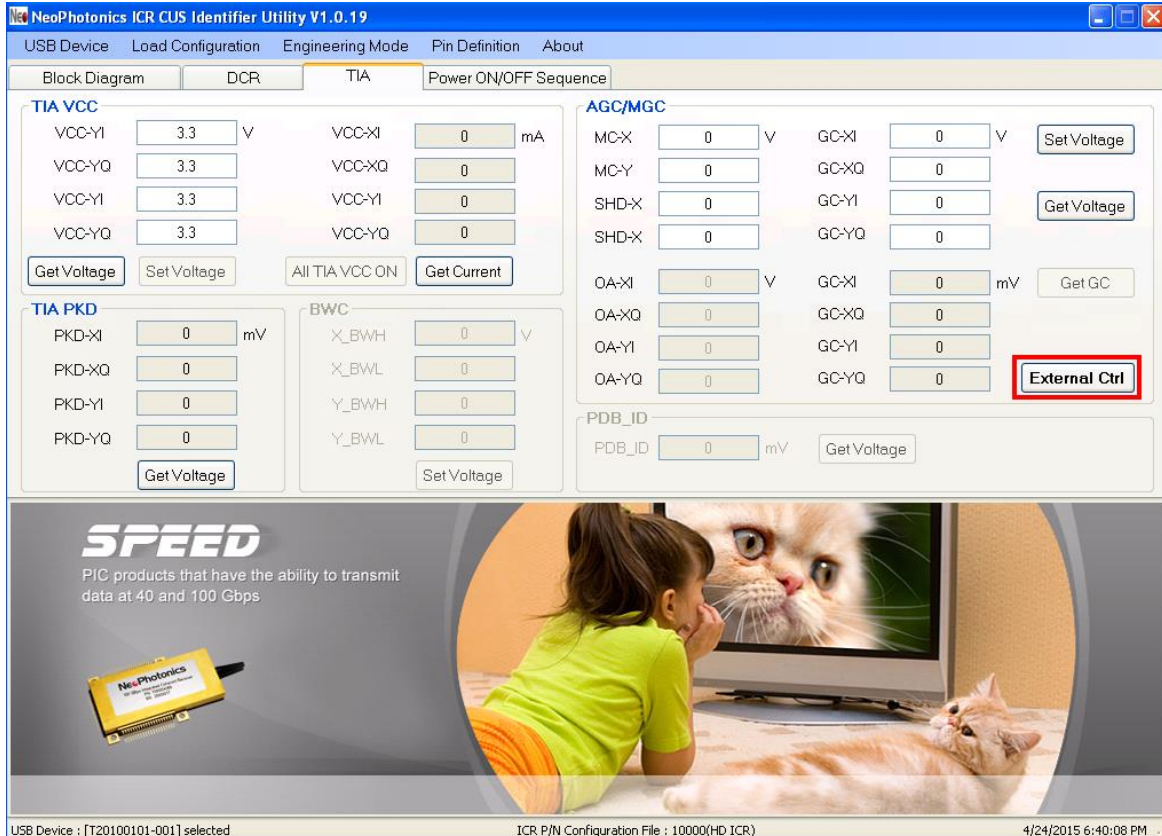 NeoPhotonics ICR CUS Identifier Utility V1.0.19
USB Device Load Configuration Engineering Mode Pin Definition About
Block Diagram DCR TIA Power ON/OFF Sequence
TIA VCC
VCC-YI 3.3 V VCC-XI 0 mA
VCC-YQ 3.3 VCC-XQ 0
VCC-YI 3.3 VCC-YI 0
VCC-YQ 3.3 VCC-YQ 0
Get Voltage Set Voltage All TIA VCC ON Get Current
TIA PKD
PKD-XI 0 mV
PKD-XQ 0
PKD-YI 0
PKD-YQ 0
Get Voltage
BWC
X_BWH 0 V
X_BWL 0
Y_BWH 0
Y_BWL 0
Set Voltage
AGC/MGC
MC-X 0 V GC-XI 0 V Set Voltage
MC-Y 0 GC-XQ 0
SHD-X 0 GC-YI 0 Get Voltage
SHD-X 0 GC-YQ 0
OA-XI 0 V GC-XI 0 mV Get GC
OA-XQ 0 GC-XQ 0
OA-YI 0 GC-YI 0
OA-YQ 0 GC-YQ 0 External Ctrl
PDB_ID
PDB_ID 0 mV Get Voltage
SPEED
PIC products that have the ability to transmit
data at 40 and 100 Gbps
NeoPhotonics
USB Device : [T20100101-001] selected ICR P/N Configuration File : 10000(HD ICR) 4/24/2015 6:40:08 PM